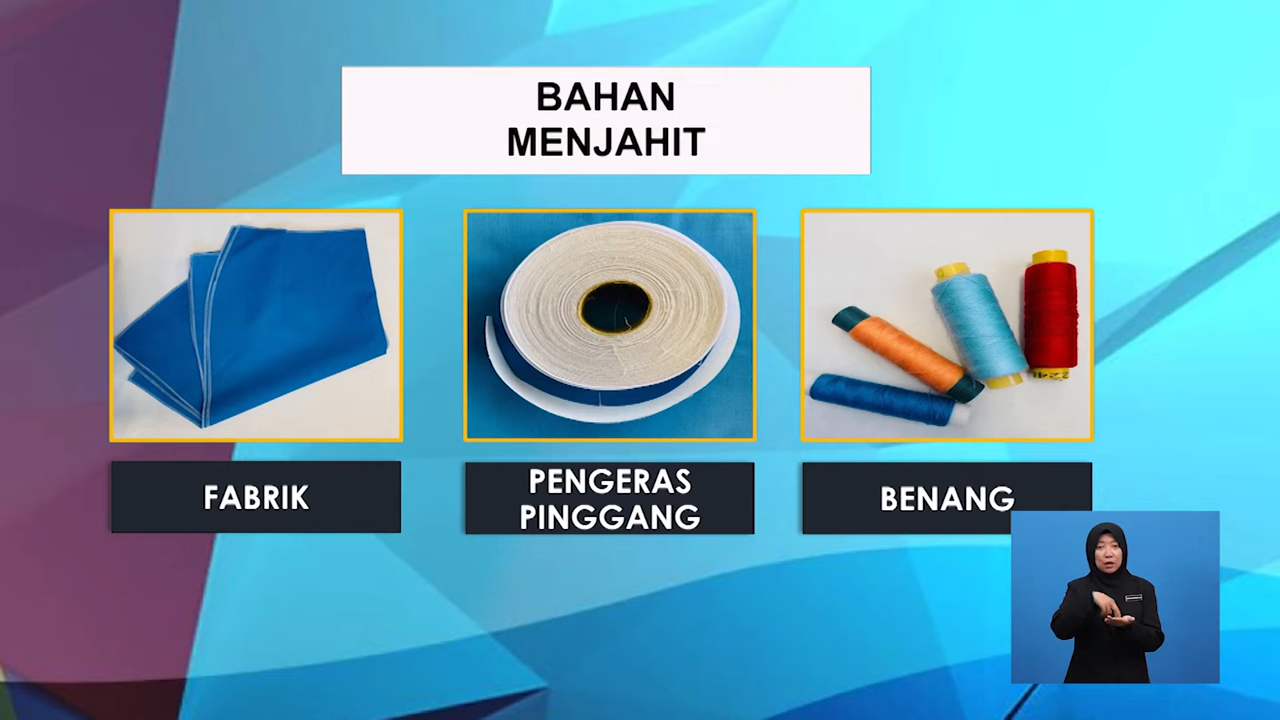 BAHAN
MENJAHIT
FABRIK
PENGERAS
PINGGANG
BENANG